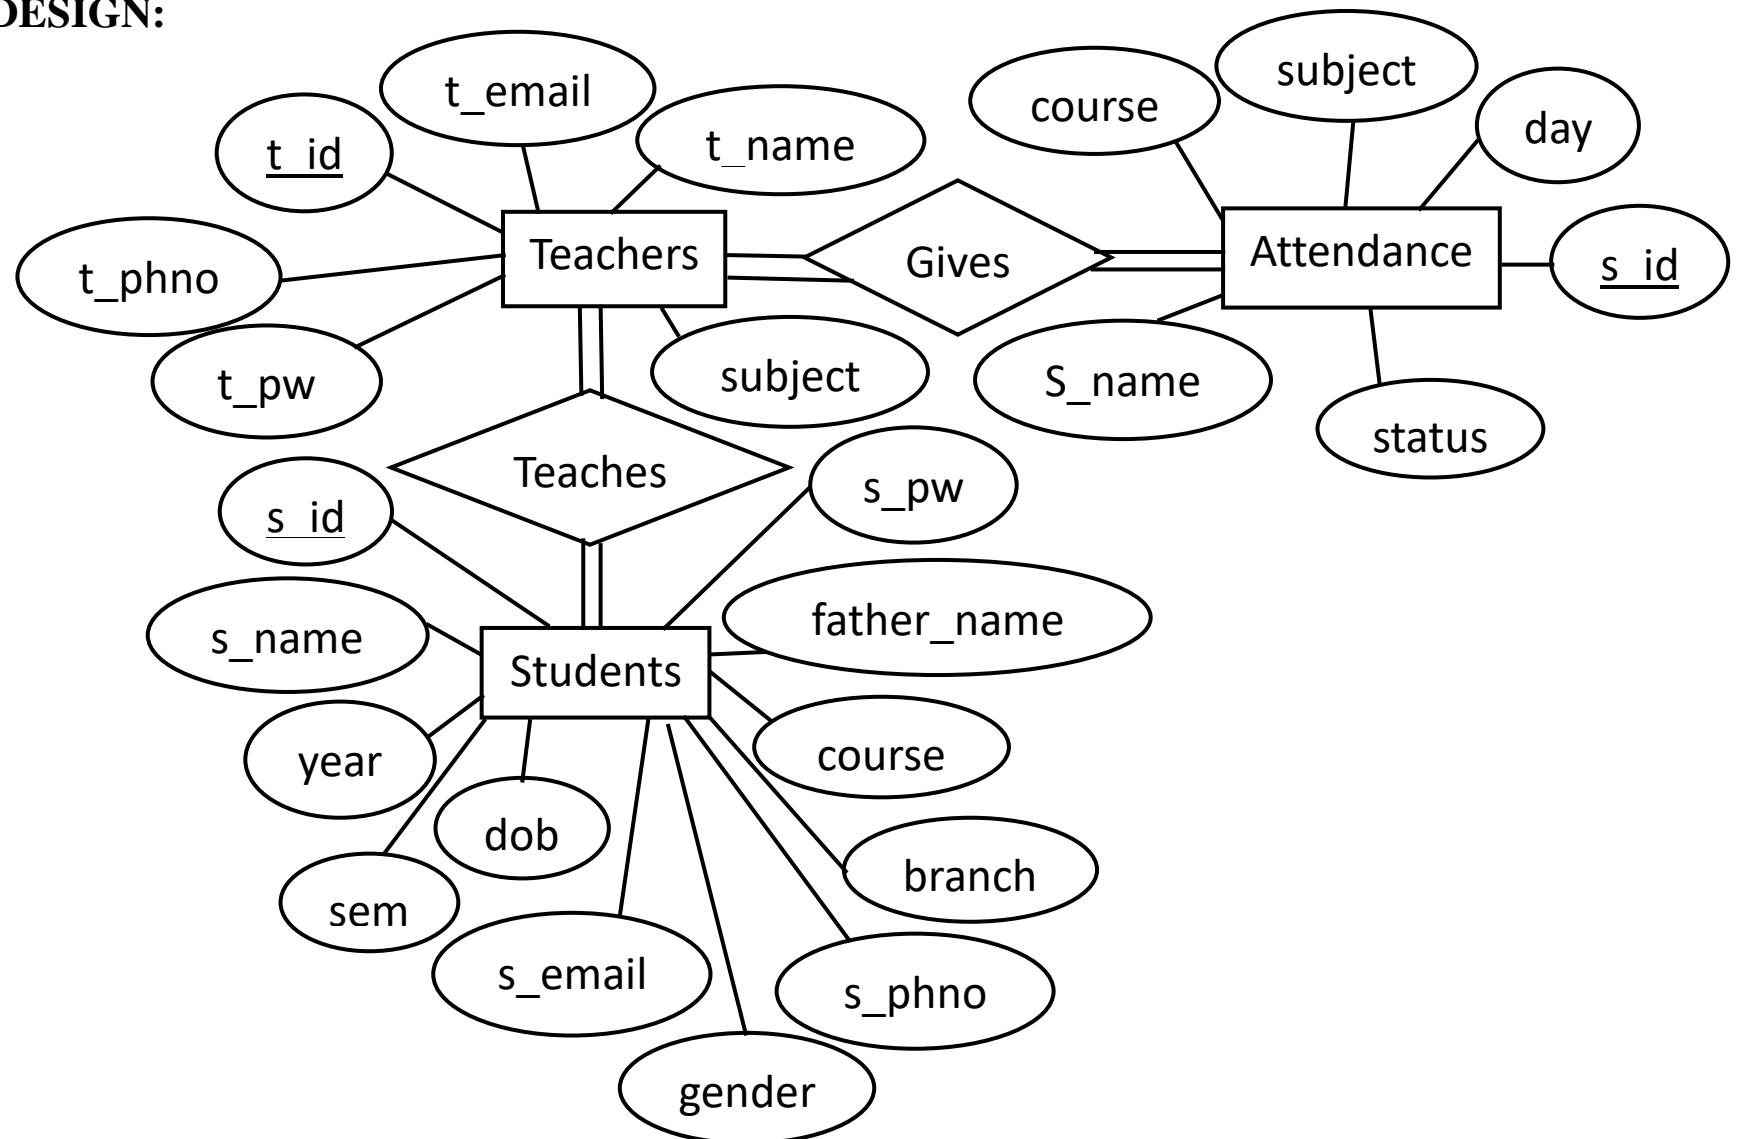 DESIGN:
t_email
subject
course
day
t_name
t_id
Teachers
Gives
Attendance
s_id
t_phno
t_pw
subject
S_name
status
Teaches
s_pw
s_id
father_name
s_name
Students
year
course
dob
branch
sem
s_email
s_phno
gender